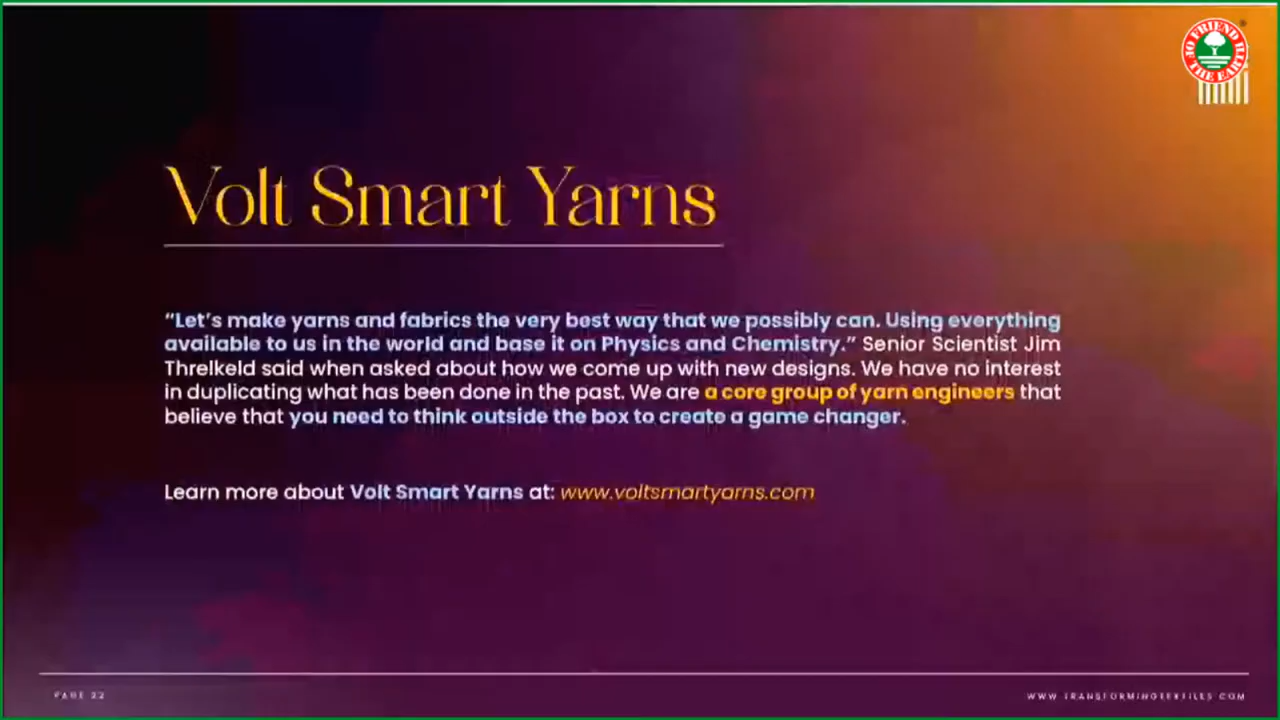 FRIEND OF
THE EARTH
Volt Smart Yarns
“Let’s make yarns and fabrics the very best way that we possibly can. Using everything
available to us in the world and base it on Physics and Chemistry.” Senior Scientist Jim
Threlkeld said when asked about how we come up with new designs. We have no interest
in duplicating what has been done in the past. We are a core group of yarn engineers that
believe that you need to think outside the box to create a game changer.
Learn more about Volt Smart Yarns at: www.voltsmartyarns.com
PAGE 22
WWW.TRANSFORMINGTEXTILES.COM